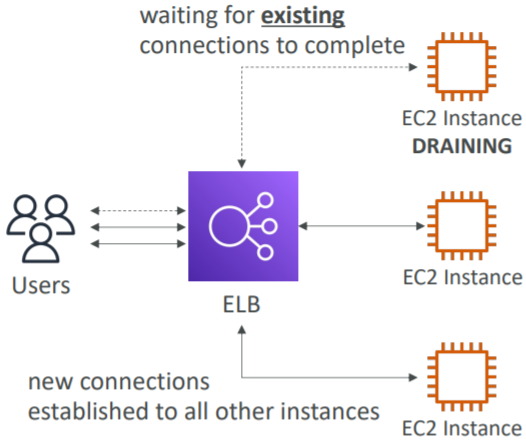 waiting for existing
connections to complete
EC2 Instance
DRAINING
Users
ELB
EC2 Instance
new connections
established to all other instances
EC2 Instance